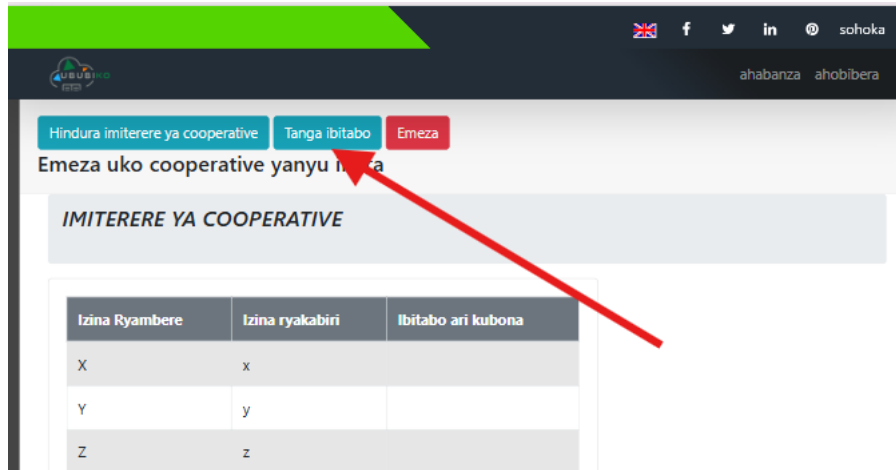 sohoka
UBUBIKO
ahabanza ahobibera
Hindura imiterere ya cooperative Tanga ibitabo Emeza
Emeza uko cooperative yanyu
IMITERERE YA COOPERATIVE
Izina Ryambere Izina ryakabiri Ibitabo ari kubona
X x
Y y
Z z